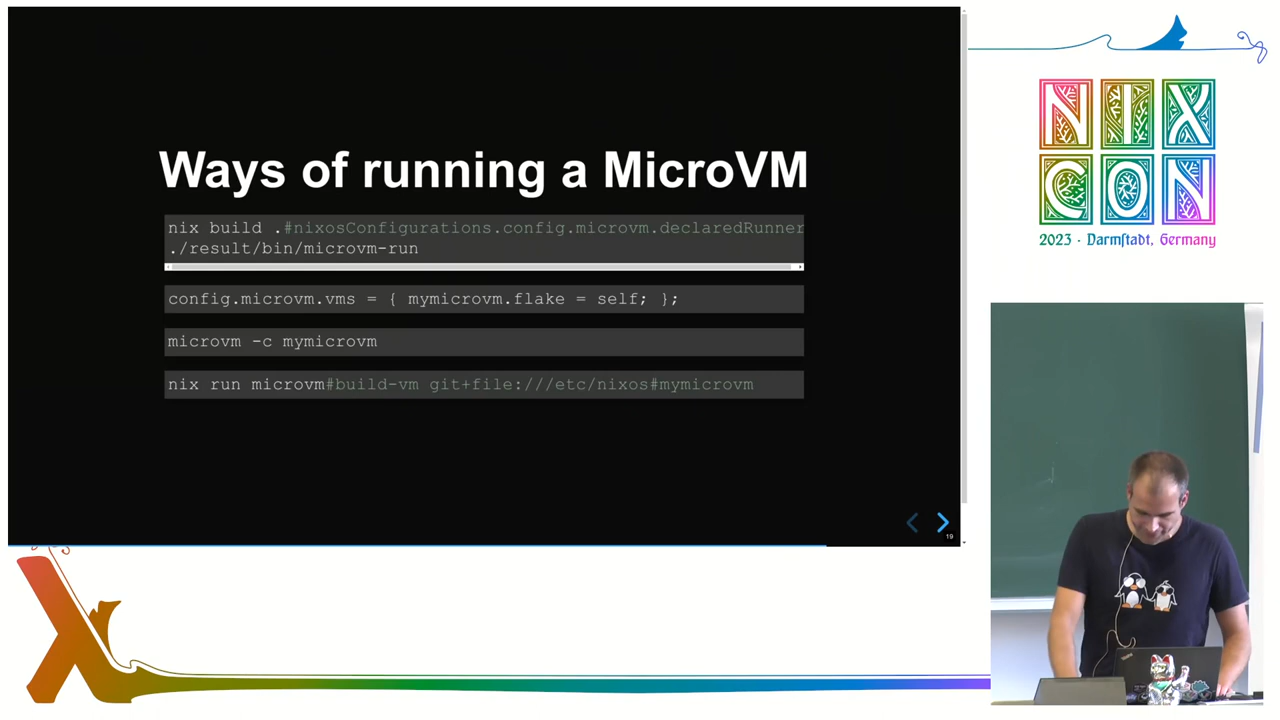 Ways of running a MicroVM
nix build .#nixosConfigurations.config.microvm.declaredRunner
./result/bin/microvm-run
config.microvm.vms = { mymicrovm.flake = self; };
microvm -c mymicrovm
nix run microvm#build-vm git+file:///etc/nixos#mymicrovm
19
NIX
CON
2023 · Darmſtadt, Germany